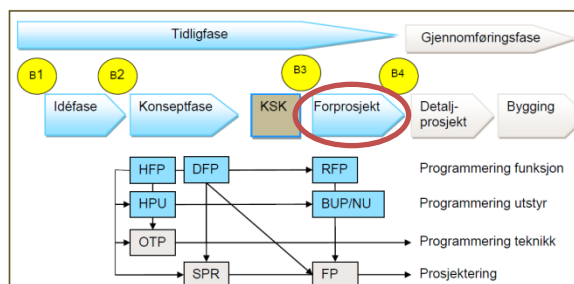 Tidligfase
Gjennomføringsfase
B1
B2
B3
B4
Idéfase
Konseptfase
KSK
Forprosjekt
Detalj-
prosjekt
Bygging
HFP
DFP
RFP
Programmering funksjon
HPU
BUP/NU
Programmering utstyr
OTP
Programmering teknikk
SPR
FP
Prosjektering